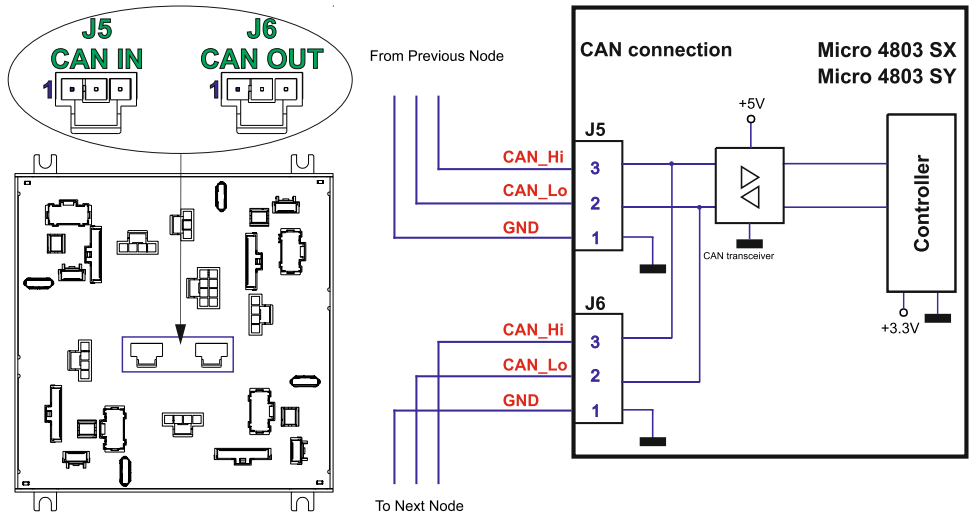 J5
CAN IN
1
J6
CAN OUT
1
From Previous Node
CAN connection
Micro 4803 SX
Micro 4803 SY
+5V
J5
CAN_Hi
3
CAN_Lo
2
GND
1
CAN transceiver
Controller
+3.3V
J6
CAN_Hi
3
CAN_Lo
2
GND
1
To Next Node